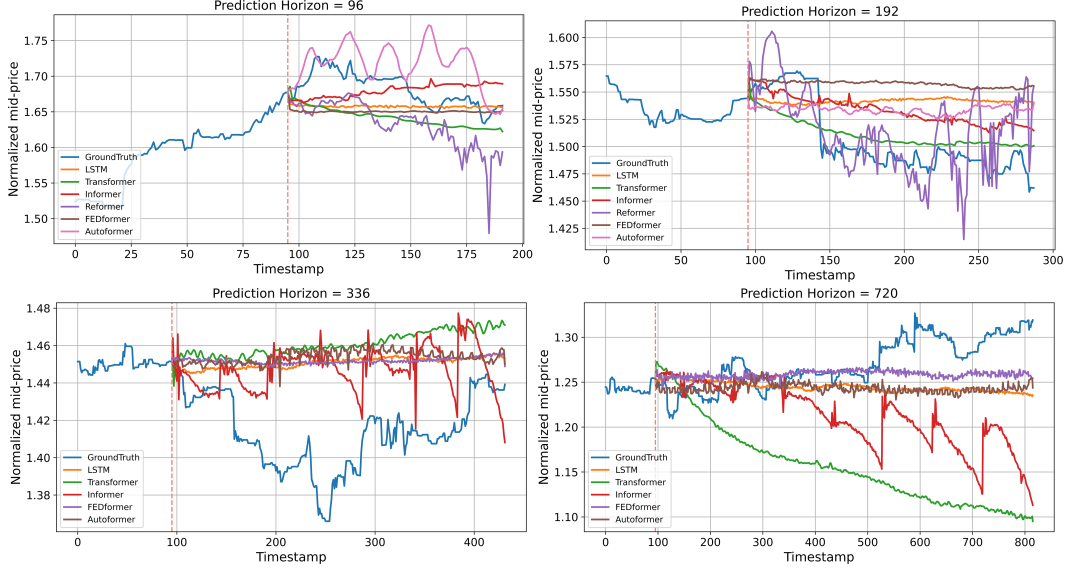 Prediction Horizon = 96
Normalized mid-price
1.75
1.70
1.65
1.60
1.55
1.50
GroundTruth
LSTM
Transformer
Informer
Reformer
FEDformer
Autoformer
0 25 50 75 100 125 150 175 200
Timestamp
Prediction Horizon = 192
Normalized mid-price
1.600
1.575
1.550
1.525
1.500
1.475
1.450
1.425
GroundTruth
LSTM
Transformer
Informer
Reformer
FEDformer
Autoformer
0 50 100 150 200 250 300
Timestamp
Prediction Horizon = 336
Normalized mid-price
1.48
1.46
1.44
1.42
1.40
1.38
GroundTruth
LSTM
Transformer
Informer
FEDformer
Autoformer
0 100 200 300 400
Timestamp
Prediction Horizon = 720
Normalized mid-price
1.30
1.25
1.20
1.15
1.10
GroundTruth
LSTM
Transformer
Informer
FEDformer
Autoformer
0 100 200 300 400 500 600 700 800
Timestamp